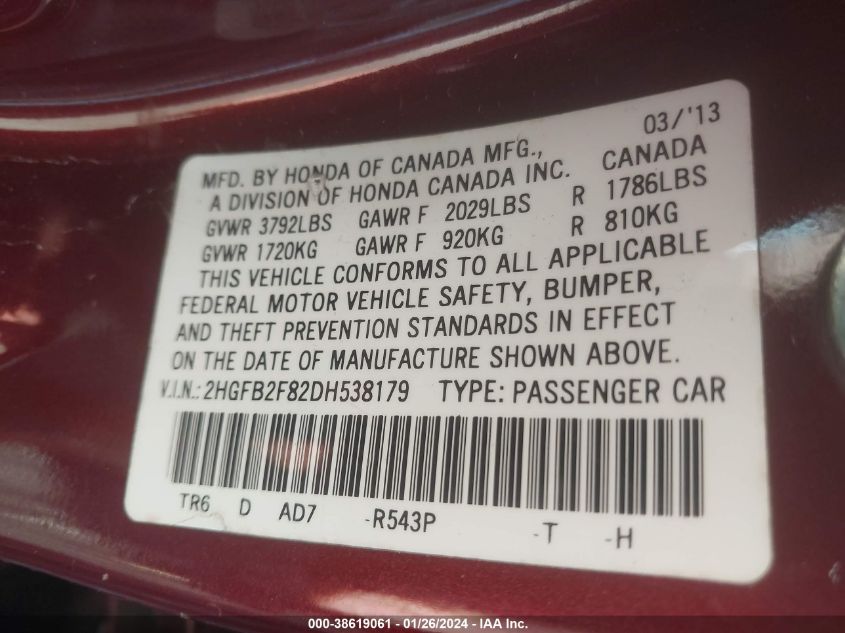 03/'13
MFD. BY HONDA OF CANADA MFG.,
A DIVISION OF HONDA CANADA INC. CANADA
GVWR 3792LBS GAWR F 2029LBS R 1786LBS
GVWR 1720KG GAWR F 920KG R 810KG
THIS VEHICLE CONFORMS TO ALL APPLICABLE
FEDERAL MOTOR VEHICLE SAFETY, BUMPER,
AND THEFT PREVENTION STANDARDS IN EFFECT
ON THE DATE OF MANUFACTURE SHOWN ABOVE.
V.I.N.: 2HGFB2F82DH538179 TYPE: PASSENGER CAR
TR6 D AD7 -R543P -T -H
000-38619061 - 01/26/2024 - IAA Inc.